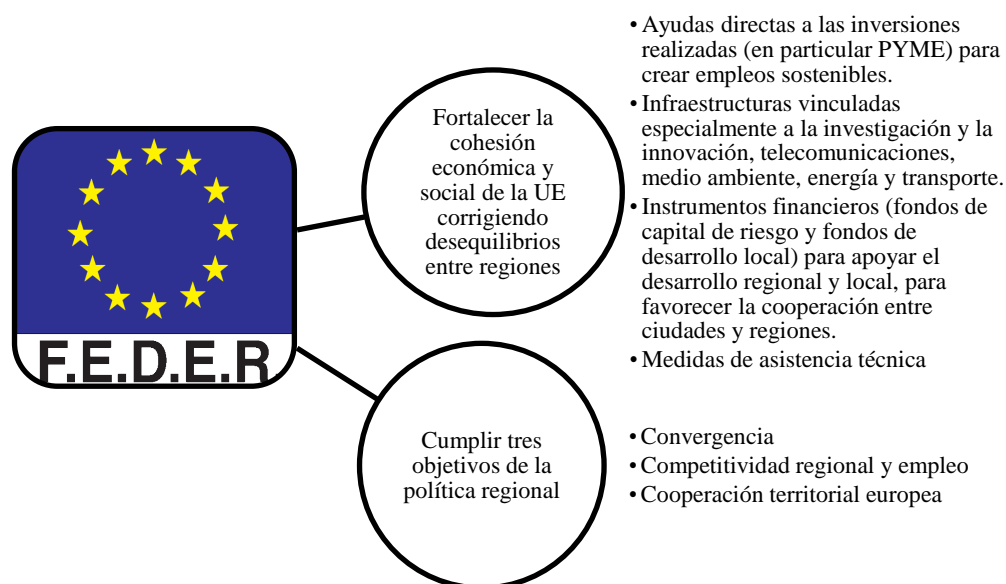 F.E.D.E.R
Fortalecer la
cohesión
económica y
social de la UE
corrigiendo
desequilibrios
entre regiones
• Ayudas directas a las inversiones
realizadas (en particular PYME) para
crear empleos sostenibles.
• Infraestructuras vinculadas
especialmente a la investigación y la
innovación, telecomunicaciones,
medio ambiente, energía y transporte.
• Instrumentos financieros (fondos de
capital de riesgo y fondos de
desarrollo local) para apoyar el
desarrollo regional y local, para
favorecer la cooperación entre
ciudades y regiones.
• Medidas de asistencia técnica
Cumplir tres
objetivos de la
política regional
• Convergencia
• Competitividad regional y empleo
• Cooperación territorial europea